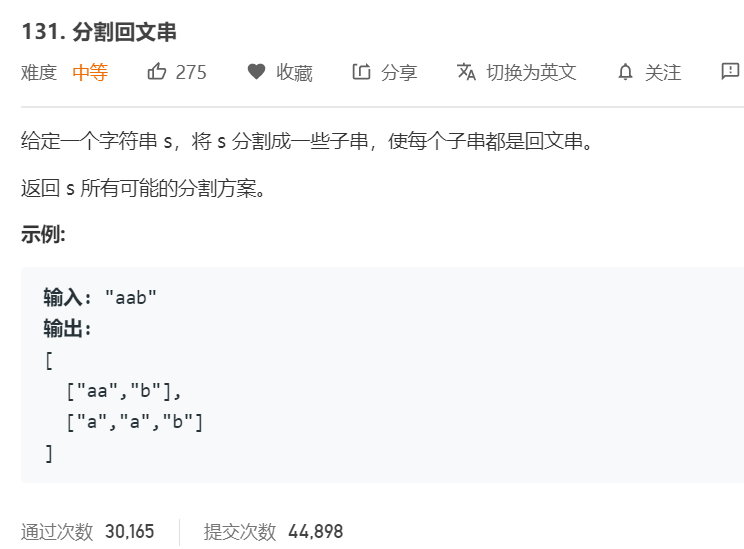 131. 分割回文串
难度 中等 275 收藏 分享 切换为英文 关注
给定一个字符串 s，将 s 分割成一些子串，使每个子串都是回文串。
返回 s 所有可能的分割方案。
示例:
输入: "aab"
输出:
[
["aa","b"],
["a","a","b"]
]
通过次数 30,165 提交次数 44,898